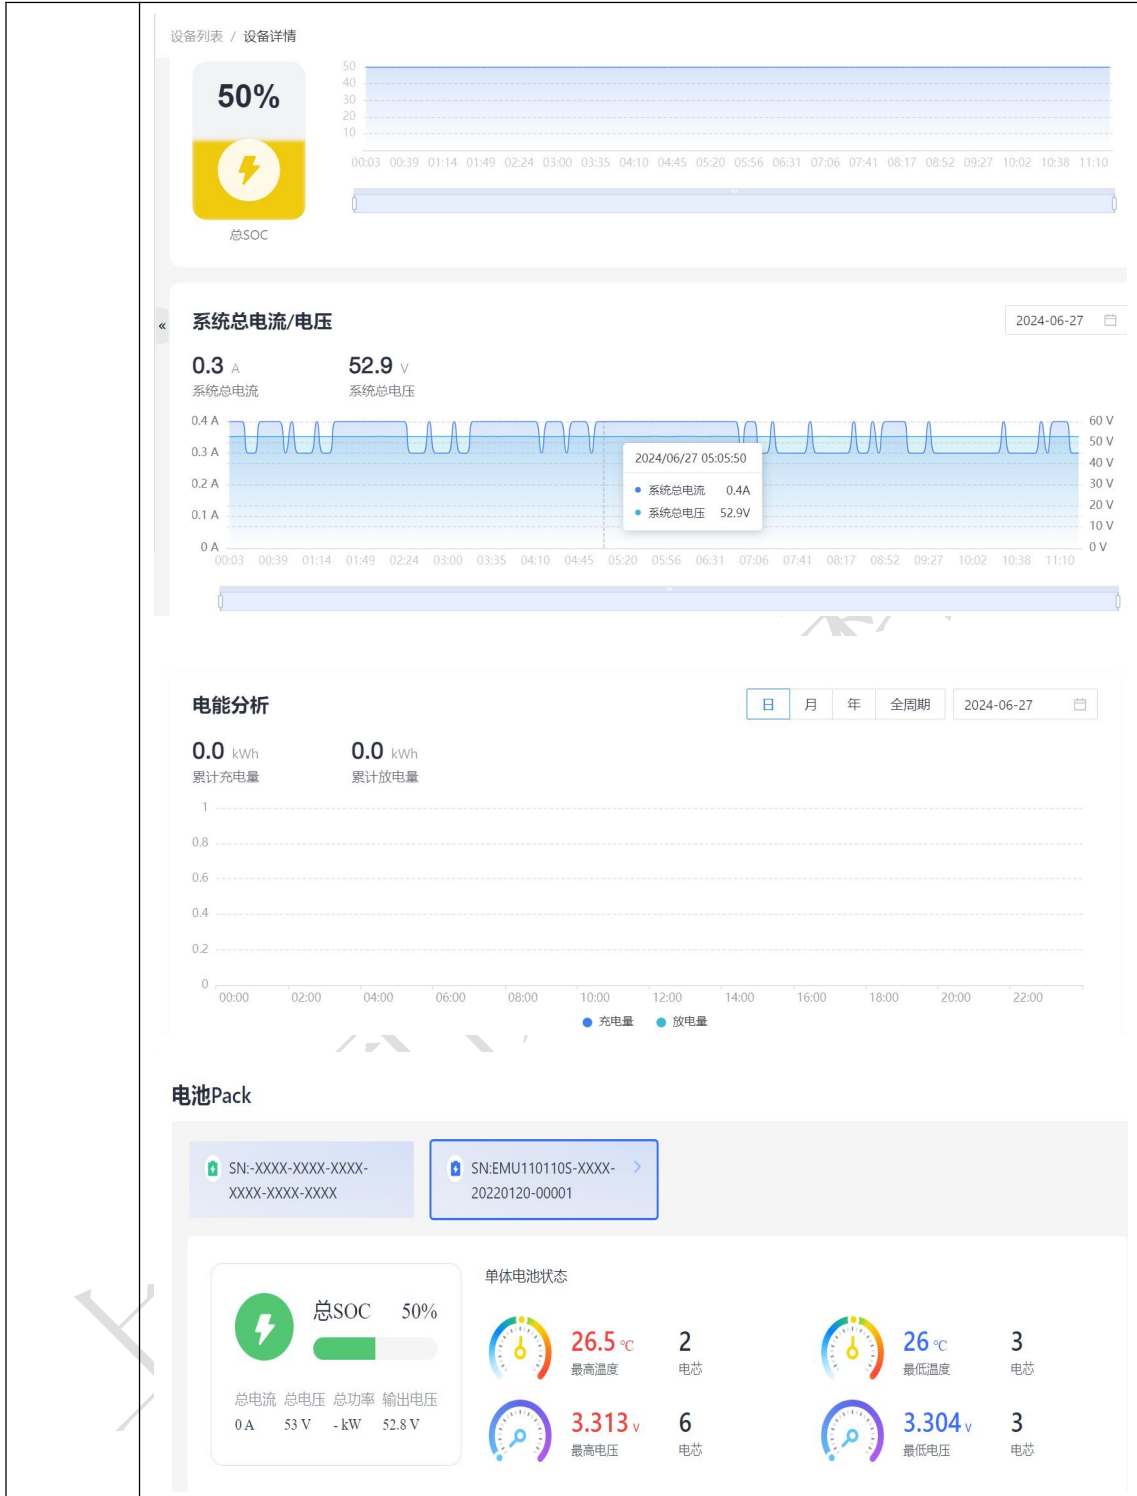 设备列表 / 设备详情
50%
总SOC
50
40
30
20
10
00:03 00:39 01:14 01:49 02:24 03:00 03:35 04:10 04:45 05:20 05:56 06:31 07:06 07:41 08:17 08:52 09:27 10:02 10:38 11:10
«
系统总电流/电压
2024-06-27
0.3 A
52.9 V
系统总电流
系统总电压
0.4 A
0.3 A
0.2 A
0.1 A
0 A
60 V
50 V
40 V
30 V
20 V
10 V
0 V
2024/06/27 05:05:50
系统总电流 0.4A
系统总电压 52.9V
00:03 00:39 01:14 01:49 02:24 03:00 03:35 04:10 04:45 05:20 05:56 06:31 07:06 07:41 08:17 08:52 09:27 10:02 10:38 11:10
电能分析
日 月 年 全周期 2024-06-27
0.0 kWh
0.0 kWh
累计充电量
累计放电量
1
0.8
0.6
0.4
0.2
0
00:00 02:00 04:00 06:00 08:00 10:00 12:00 14:00 16:00 18:00 20:00 22:00
充电量 放电量
电池Pack
SN:-XXXX-XXXX-XXXX-
XXXX-XXXX-XXXX
SN:EMU110110S-XXXX-
20220120-00001
总SOC 50%
总电流 总电压 总功率 输出电压
0 A 53 V - kW 52.8 V
单体电池状态
26.5 ℃ 2
最高温度 电芯
26 ℃ 3
最低温度 电芯
3.313 V 6
最高电压 电芯
3.304 V 3
最低电压 电芯